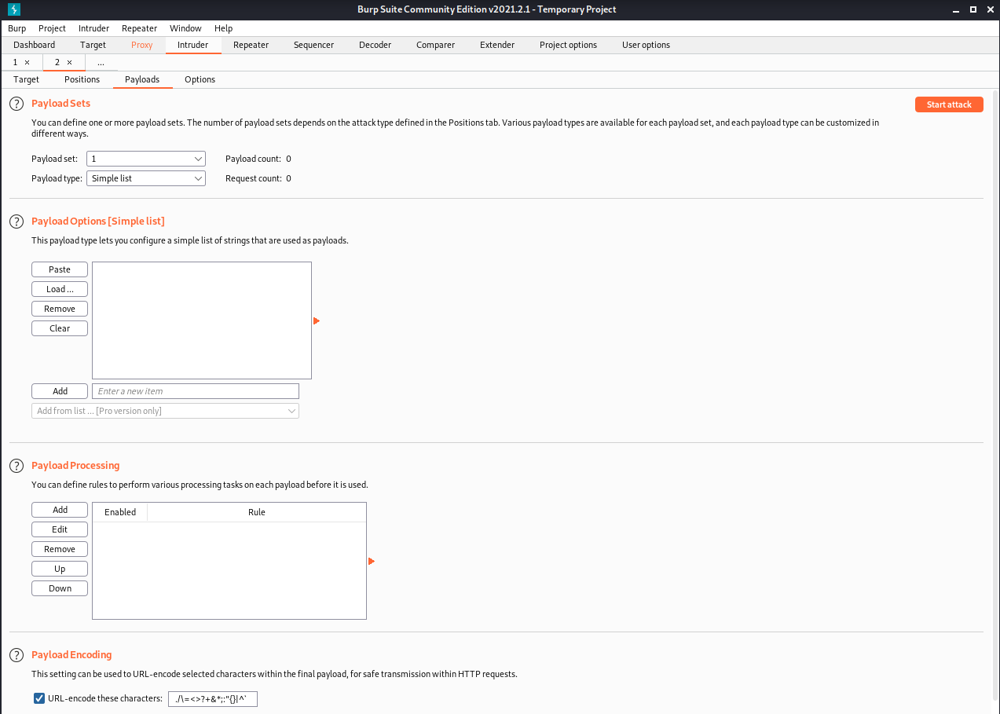 Burp Suite Community Edition v2021.2.1 - Temporary Project
Burp Project Intruder Repeater Window Help
Dashboard Target Proxy Intruder Repeater Sequencer Decoder Comparer Extender Project options User options
1 × 2 × ...
Target Positions Payloads Options
? Payload Sets Start attack
You can define one or more payload sets. The number of payload sets depends on the attack type defined in the Positions tab. Various payload types are available for each payload set, and each payload type can be customized in
different ways.
Payload set: 1 Payload count: 0
Payload type: Simple list Request count: 0
? Payload Options [Simple list]
This payload type lets you configure a simple list of strings that are used as payloads.
Paste
Load ...
Remove
Clear
Add Enter a new item
Add from list ... [Pro version only]
? Payload Processing
You can define rules to perform various processing tasks on each payload before it is used.
Add Enabled Rule
Edit
Remove
Up
Down
? Payload Encoding
This setting can be used to URL-encode selected characters within the final payload, for safe transmission within HTTP requests.
URL-encode these characters: ./\=<>?+&*;:"{}|^`